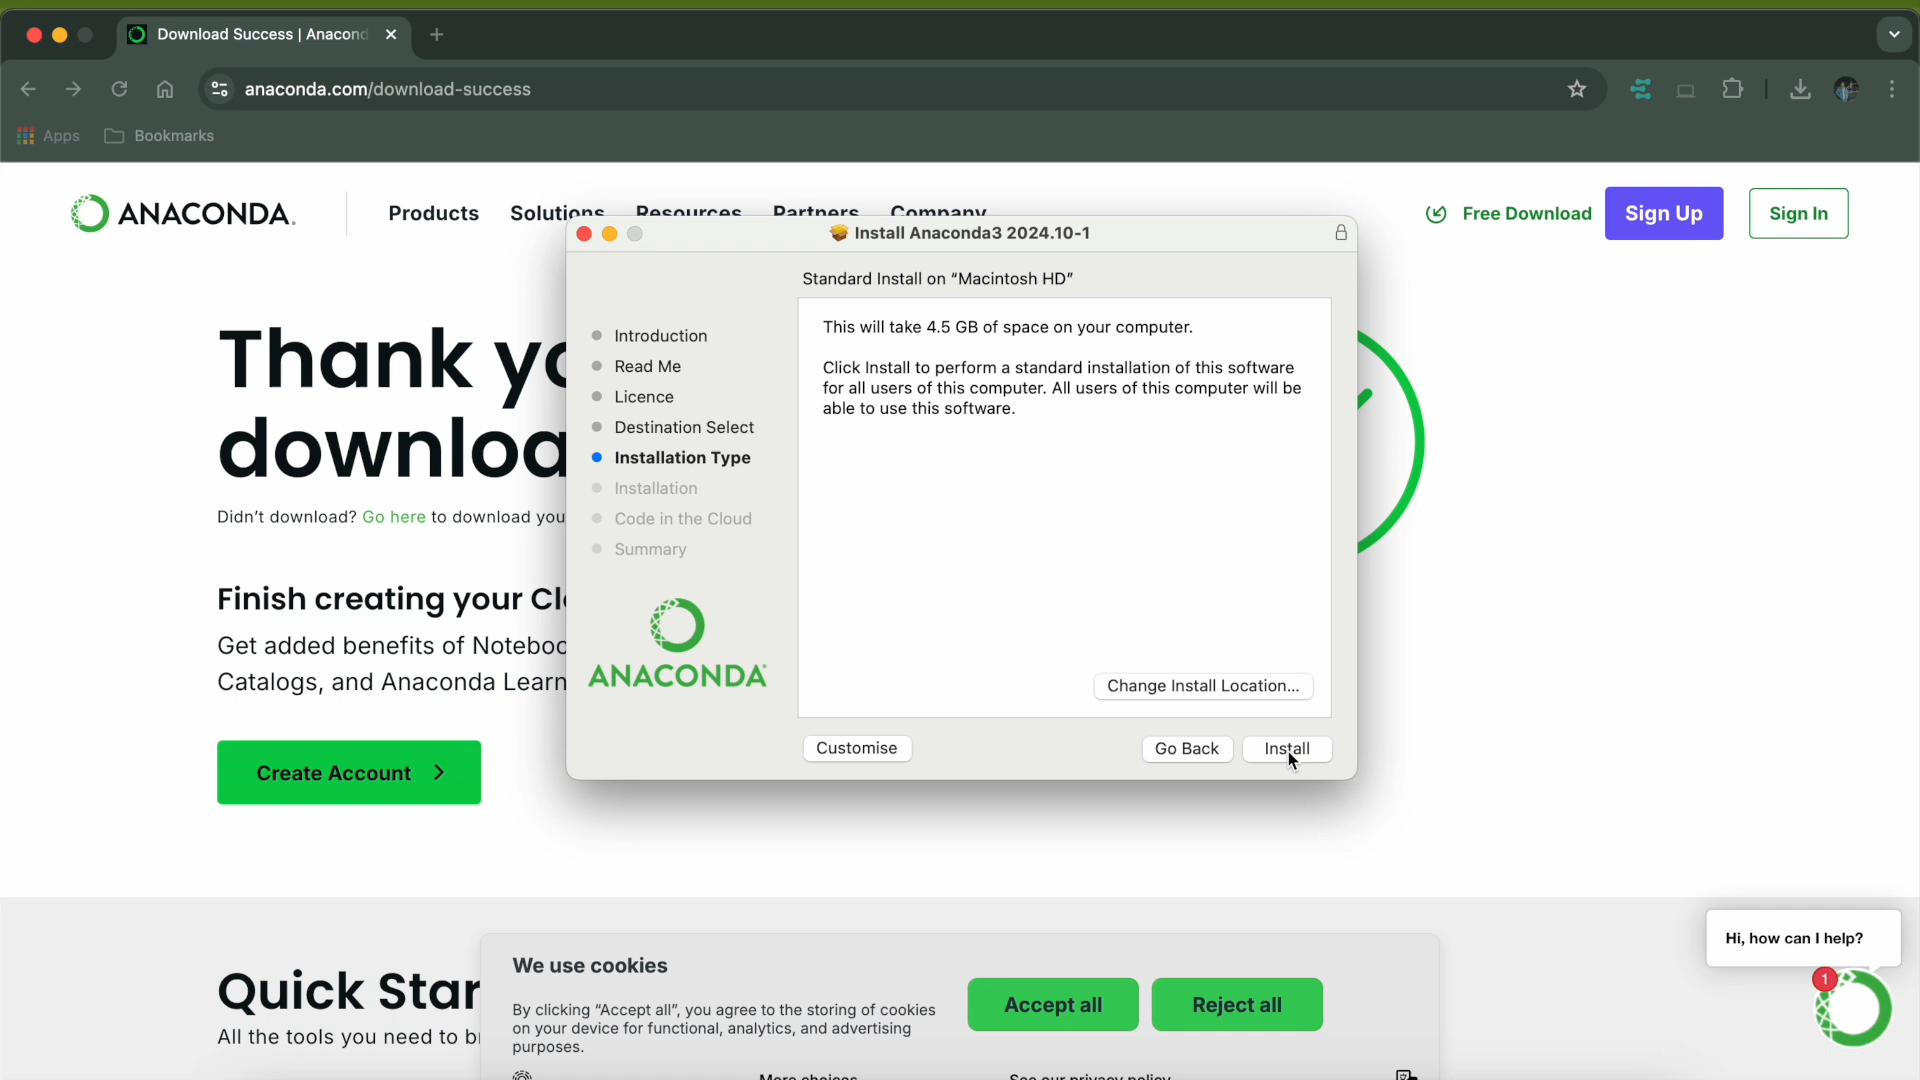 Download Success | Anacond
anaconda.com/download-success
Apps
Bookmarks
ANACONDA.
Products
Solutions
Resources
Partners
Company
Free Download
Sign Up
Sign In
Install Anaconda3 2024.10-1
Standard Install on “Macintosh HD”
Introduction
Read Me
Licence
Destination Select
Installation Type
Installation
Code in the Cloud
Summary
ANACONDA
This will take 4.5 GB of space on your computer.
Click Install to perform a standard installation of this software
for all users of this computer. All users of this computer will be
able to use this software.
Change Install Location...
Customise
Go Back
Install
Thank yo
downloa
Didn’t download? Go here to download you
Finish creating your Cl
Get added benefits of Noteboo
Catalogs, and Anaconda Learn
Create Account
Quick Star
All the tools you need to b
We use cookies
By clicking “Accept all”, you agree to the storing of cookies
on your device for functional, analytics, and advertising
purposes.
Accept all
Reject all
More choices
See our privacy policy
Hi, how can I help?
1